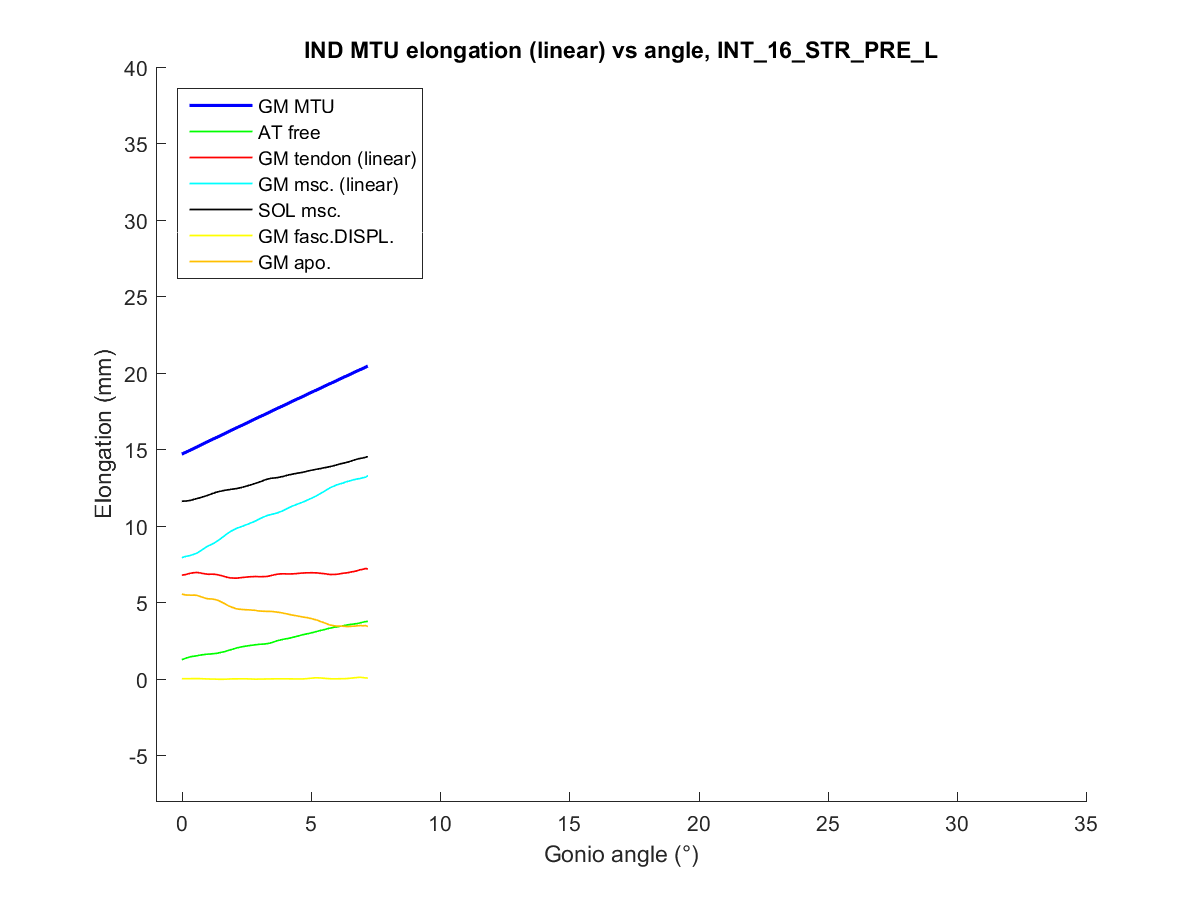 IND MTU elongation (linear) vs angle, INT_16_STR_PRE_L
40
35
30
25
20
15
10
5
0
-5
Elongation (mm)
GM MTU
AT free
GM tendon (linear)
GM msc. (linear)
SOL msc.
GM fasc.DISPL.
GM apo.
0 5 10 15 20 25 30 35
Gonio angle (°)